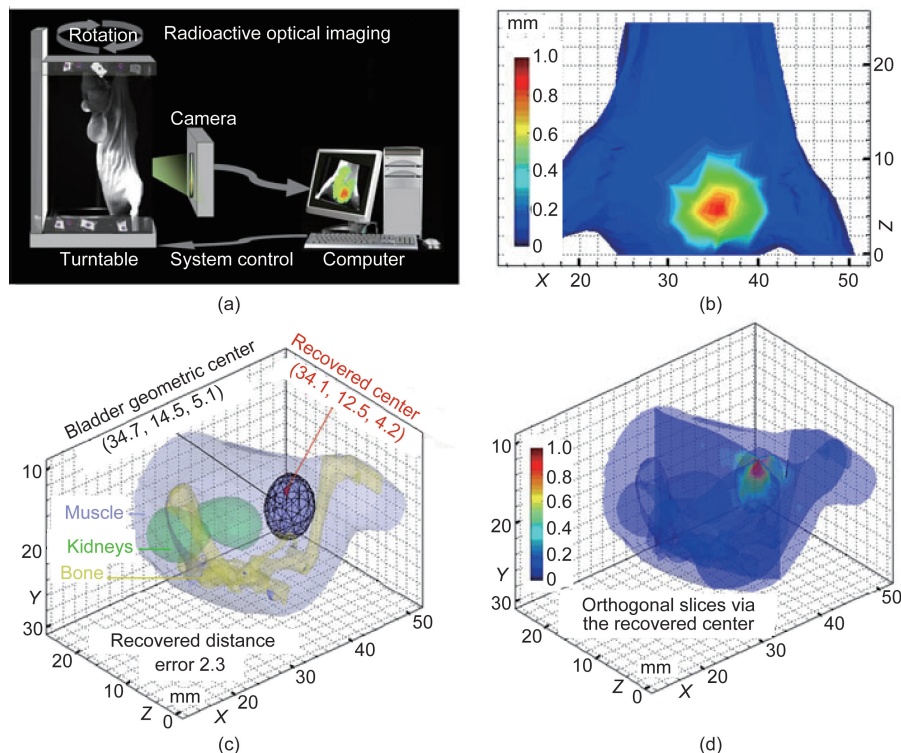 Rotation
Radioactive optical imaging
Camera
Turntable
System control
Computer
(a)
mm
1.0
0.8
0.6
0.4
0.2
0
20
10
0
Z
X
20
30
40
50
(b)
Bladder geometric center
(34.7, 14.5, 5.1)
Recovered center
(34.1, 12.5, 4.2)
10
20
30
Y
Muscle
Kidneys
Bone
Recovered distance
error 2.3
20
10
0
Z
mm
X
20
30
40
50
(c)
10
20
30
Y
1.0
0.8
0.6
0.4
0.2
0
Orthogonal slices via
the recovered center
20
10
0
Z
mm
X
20
30
40
50
(d)